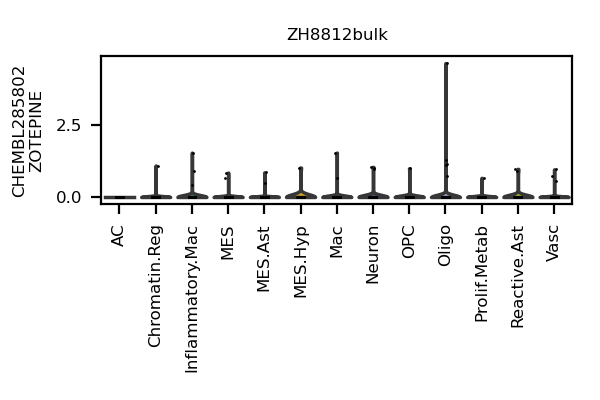 ZH8812bulk
CHEMBL285802
ZOTEPINE
2.5
0.0
AC
Chromatin.Reg
Inflammatory.Mac
MES
MES.Ast
MES.Hyp
Mac
Neuron
OPC
Oligo
Prolif.Metab
Reactive.Ast
Vasc